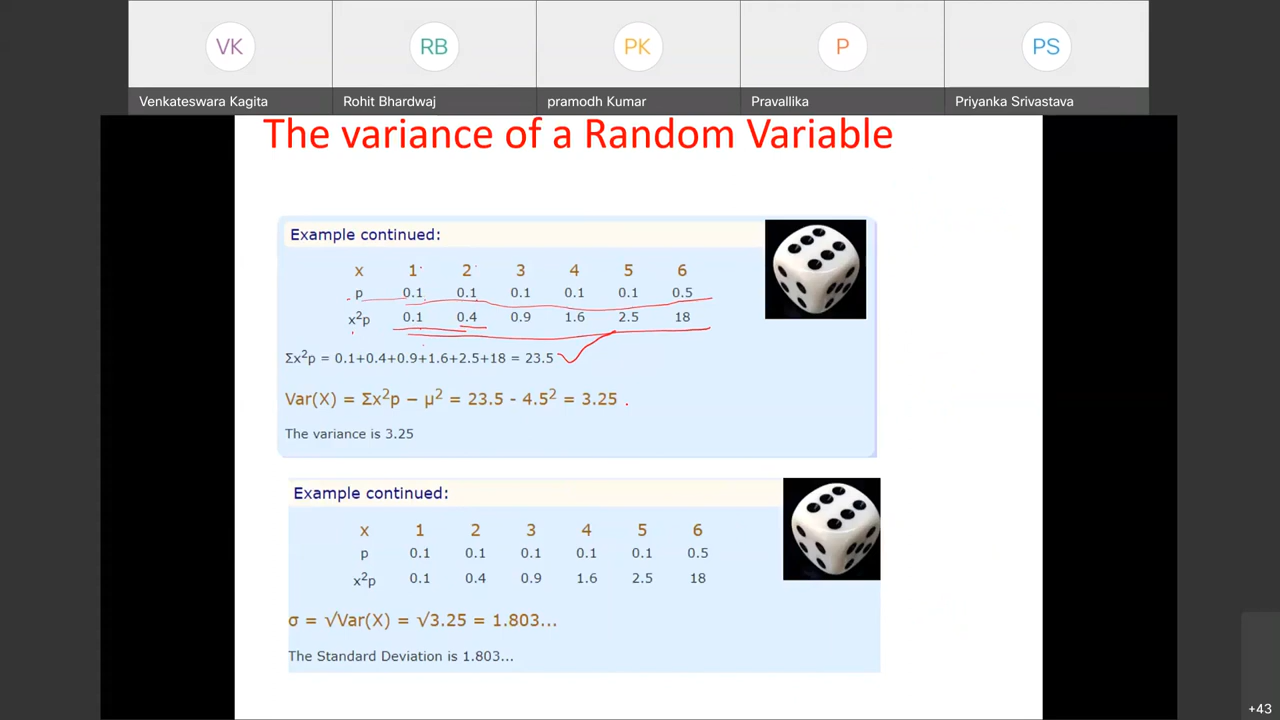 VK RB PK P PS
Venkateswara Kagita Rohit Bhardwaj pramodh Kumar Pravallika Priyanka Srivastava
The variance of a Random Variable
Example continued:
x 1 2 3 4 5 6
p 0.1 0.1 0.1 0.1 0.1 0.5
x²p 0.1 0.4 0.9 1.6 2.5 18
Σx²p = 0.1+0.4+0.9+1.6+2.5+18 = 23.5
Var(X) = Σx²p − μ² = 23.5 - 4.5² = 3.25
The variance is 3.25
Example continued:
x 1 2 3 4 5 6
p 0.1 0.1 0.1 0.1 0.1 0.5
x²p 0.1 0.4 0.9 1.6 2.5 18
σ = √Var(X) = √3.25 = 1.803...
The Standard Deviation is 1.803...
+43